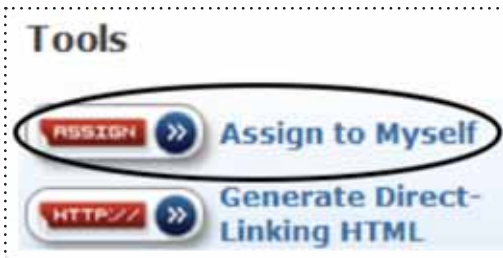 Tools
ASSIGN Assign to Myself
HTTP:// Generate Direct-
Linking HTML